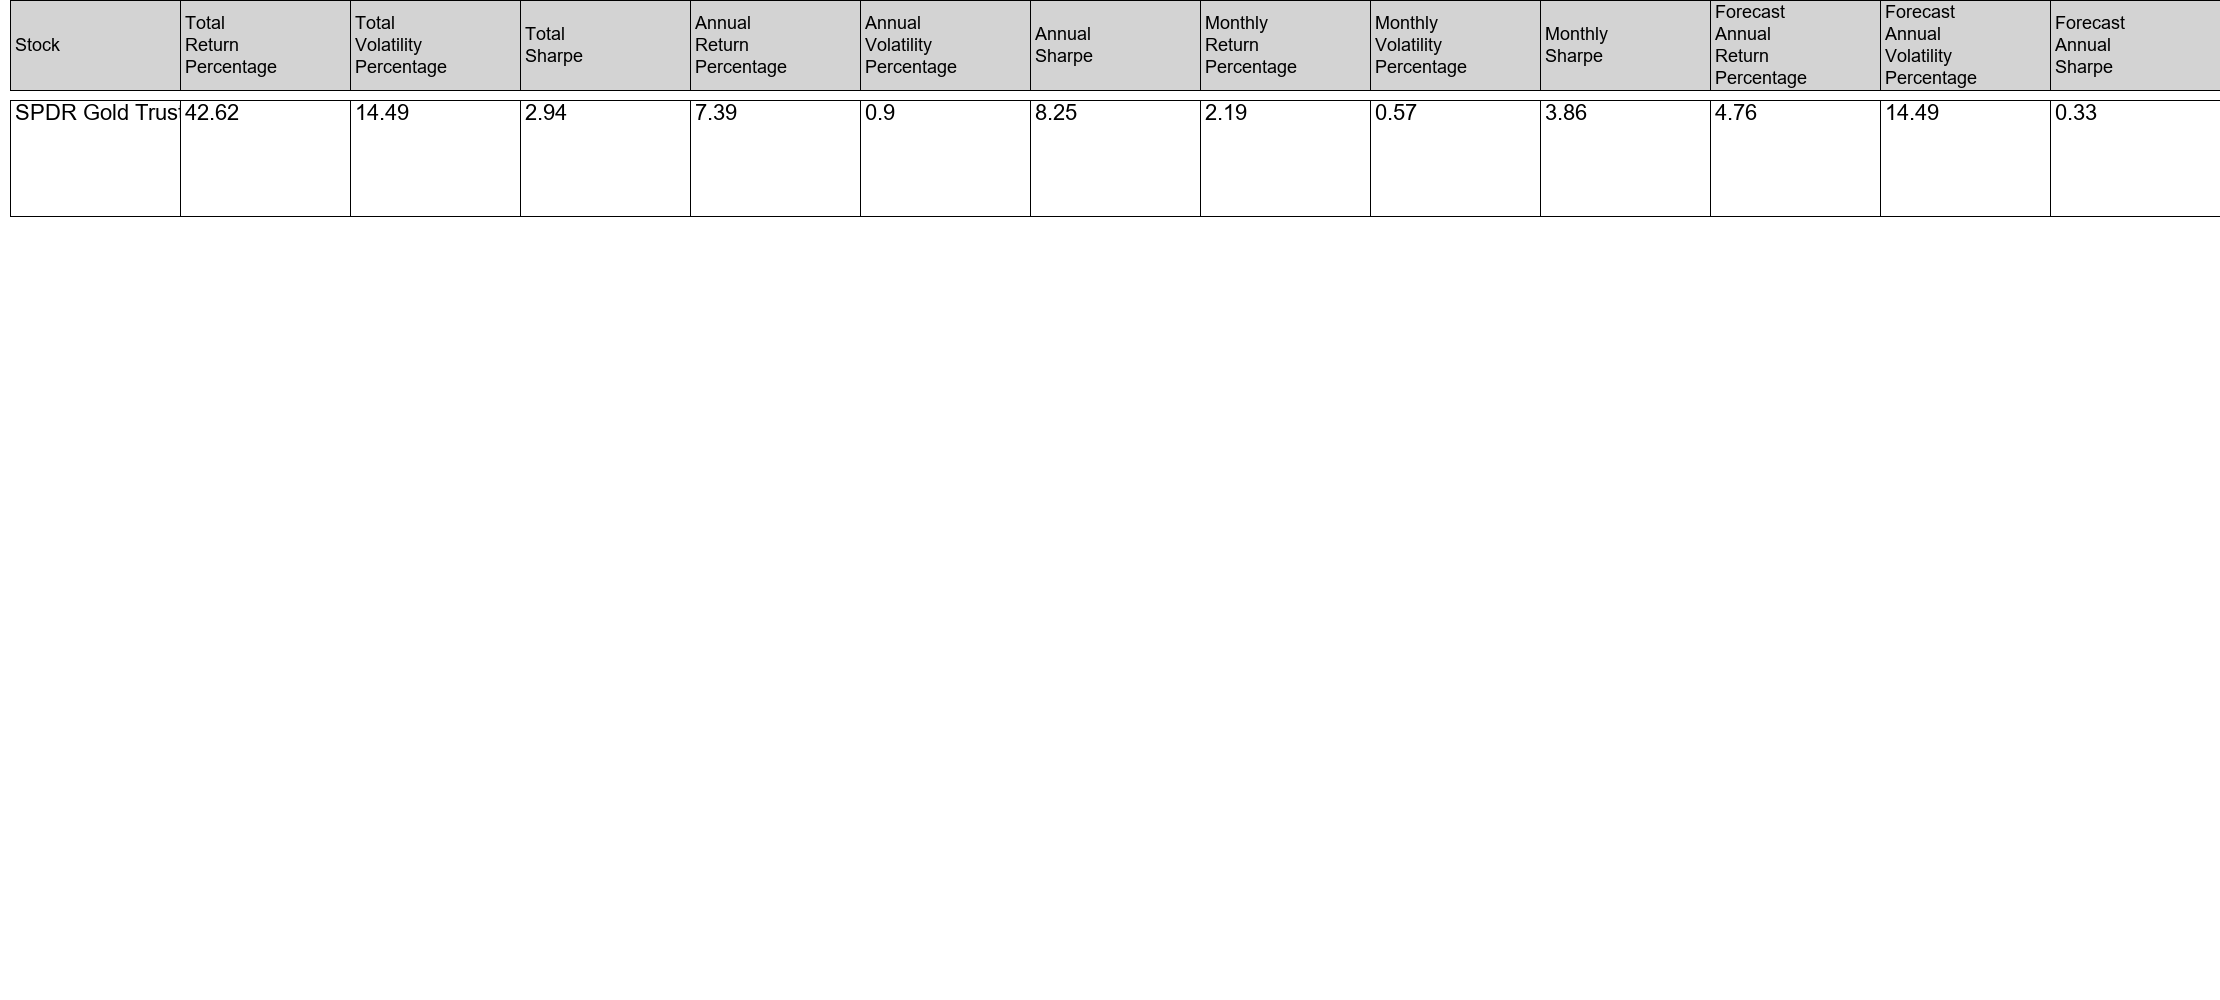 Stock
Total
Return
Percentage
Total
Volatility
Percentage
Total
Sharpe
Annual
Return
Percentage
Annual
Volatility
Percentage
Annual
Sharpe
Monthly
Return
Percentage
Monthly
Volatility
Percentage
Monthly
Sharpe
Forecast
Annual
Return
Percentage
Forecast
Annual
Volatility
Percentage
Forecast
Annual
Sharpe
SPDR Gold Trust 42.62 14.49 2.94 7.39 0.9 8.25 2.19 0.57 3.86 4.76 14.49 0.33